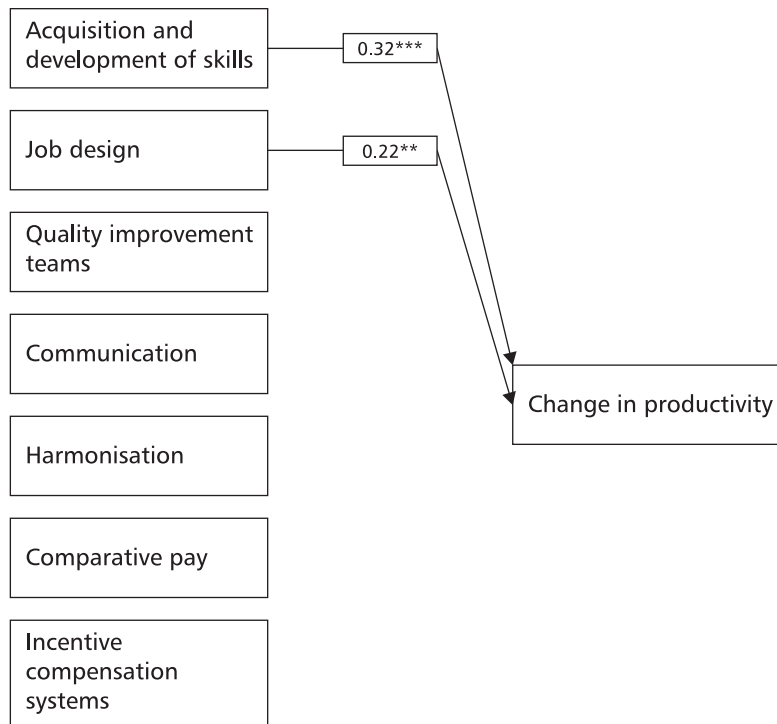 Acquisition and
development of skills
0.32***
Job design
0.22**
Quality improvement
teams
Communication
Change in productivity
Harmonisation
Comparative pay
Incentive
compensation
systems